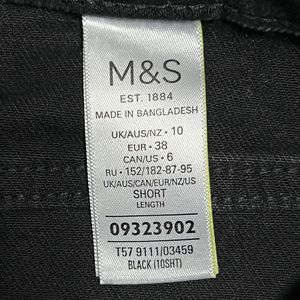 M&S
EST. 1884
MADE IN BANGLADESH
UK/AUS/NZ • 10
EUR • 38
CAN/US • 6
RU • 152/182-87-95
UK/AUS/CAN/EUR/NZ/US
SHORT
LENGTH
09323902
T57 9111/03459
BLACK (10SHT)